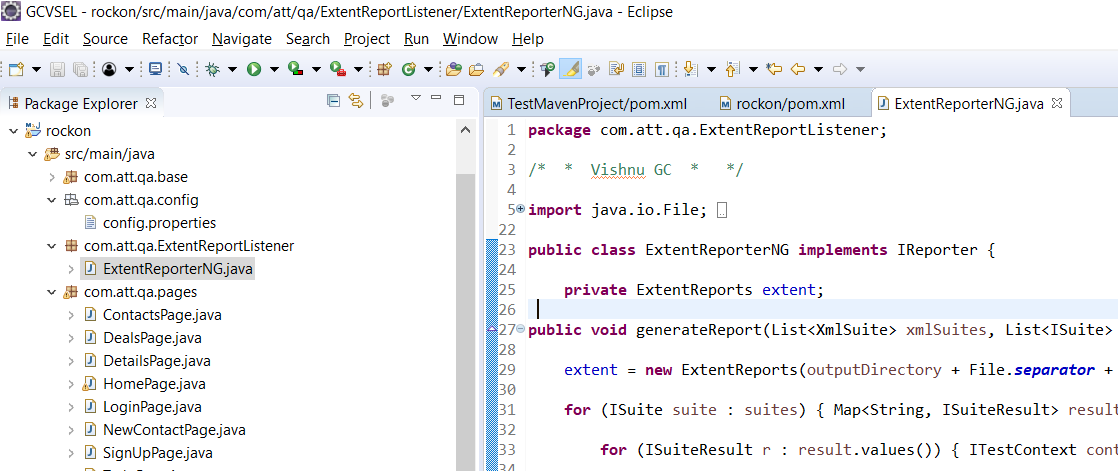 GCVSEL - rockon/src/main/java/com/att/qa/ExtentReportListener/ExtentReporterNG.java - Eclipse
File Edit Source Refactor Navigate Search Project Run Window Help
Package Explorer
rockon
src/main/java
com.att.qa.base
com.att.qa.config
config.properties
com.att.qa.ExtentReportListener
ExtentReporterNG.java
com.att.qa.pages
ContactsPage.java
DealsPage.java
DetailsPage.java
HomePage.java
LoginPage.java
NewContactPage.java
SignUpPage.java
TestMavenProject/pom.xml rockon/pom.xml ExtentReporterNG.java
1 package com.att.qa.ExtentReportListener;
2
3 /* * Vishnu GC * */
4
5 import java.io.File;
22
23 public class ExtentReporterNG implements IReporter {
24
25 private ExtentReports extent;
26
27 public void generateReport(List<XmlSuite> xmlSuites, List<ISuite>
28
29 extent = new ExtentReports(outputDirectory + File.separator +
30
31 for (ISuite suite : suites) { Map<String, ISuiteResult> result
32
33 for (ISuiteResult r : result.values()) { ITestContext cont
34